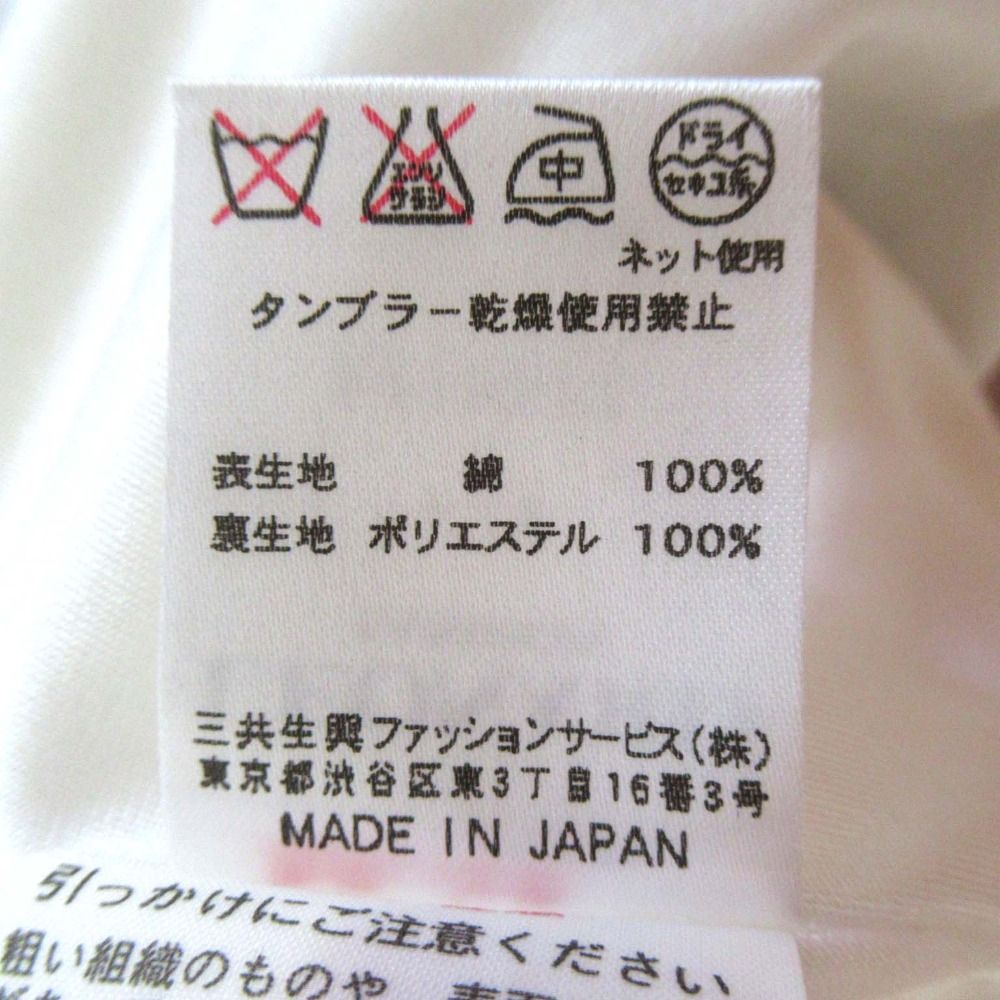 エンソサラシ
中
ドライ
セキユ系
ネット使用
タンブラー乾燥使用禁止
表生地 綿 100%
裏生地 ポリエステル 100%
三共生興ファッションサービス(株)
東京都渋谷区東3丁目16番3号
MADE IN JAPAN
引っかけにご注意ください
粗い組織のものや、表面